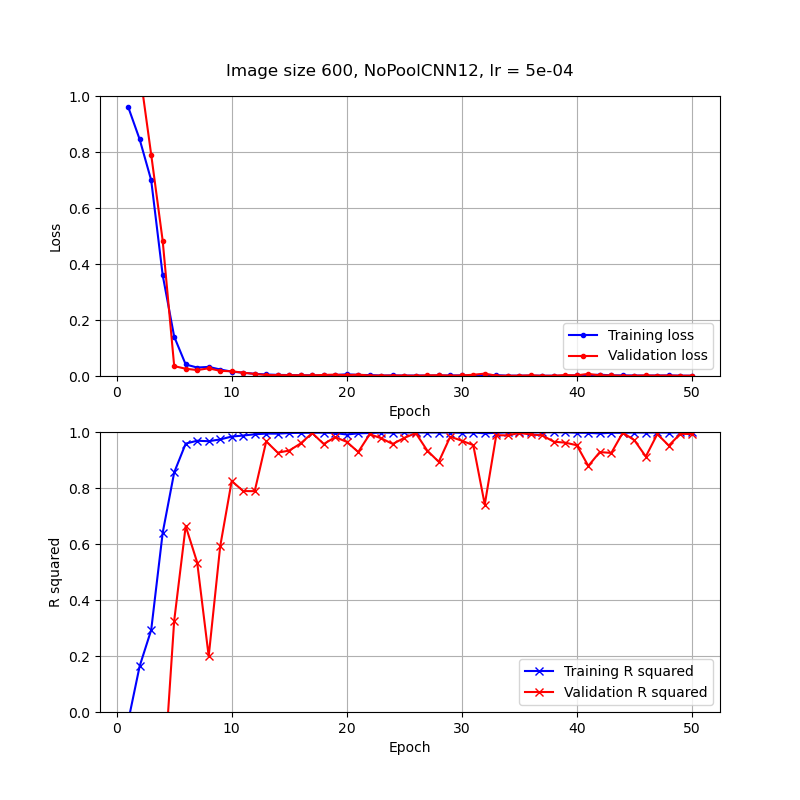 Image size 600, NoPoolCNN12, lr = 5e-04
1.0
0.8
0.6
0.4
0.2
0.0
Loss
Training loss
Validation loss
0 10 20 30 40 50
Epoch
1.0
0.8
0.6
0.4
0.2
0.0
R squared
Training R squared
Validation R squared
0 10 20 30 40 50
Epoch